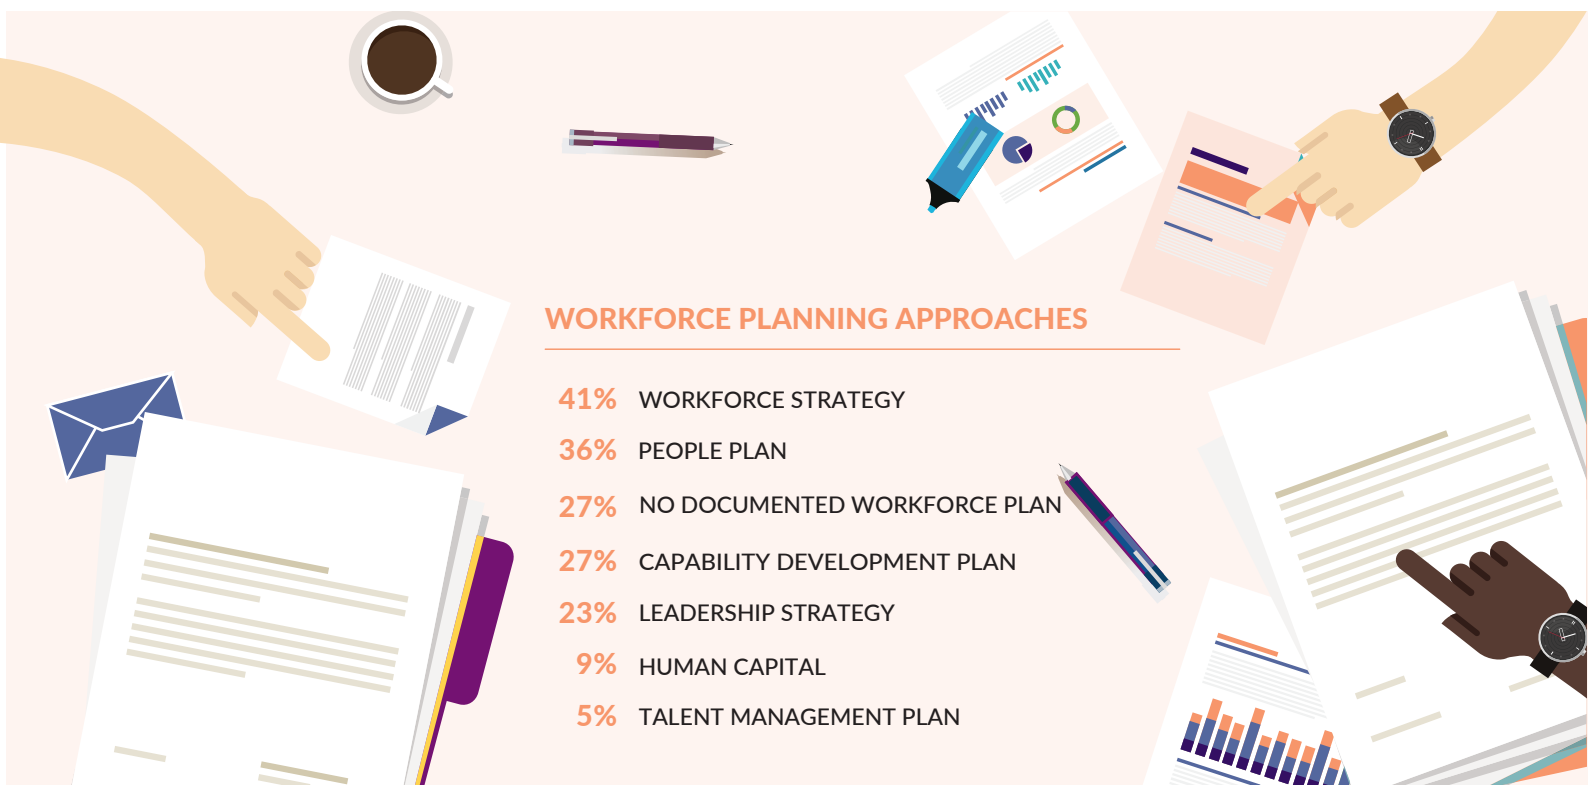 WORKFORCE PLANNING APPROACHES
41% WORKFORCE STRATEGY
36% PEOPLE PLAN
27% NO DOCUMENTED WORKFORCE PLAN
27% CAPABILITY DEVELOPMENT PLAN
23% LEADERSHIP STRATEGY
9% HUMAN CAPITAL
5% TALENT MANAGEMENT PLAN